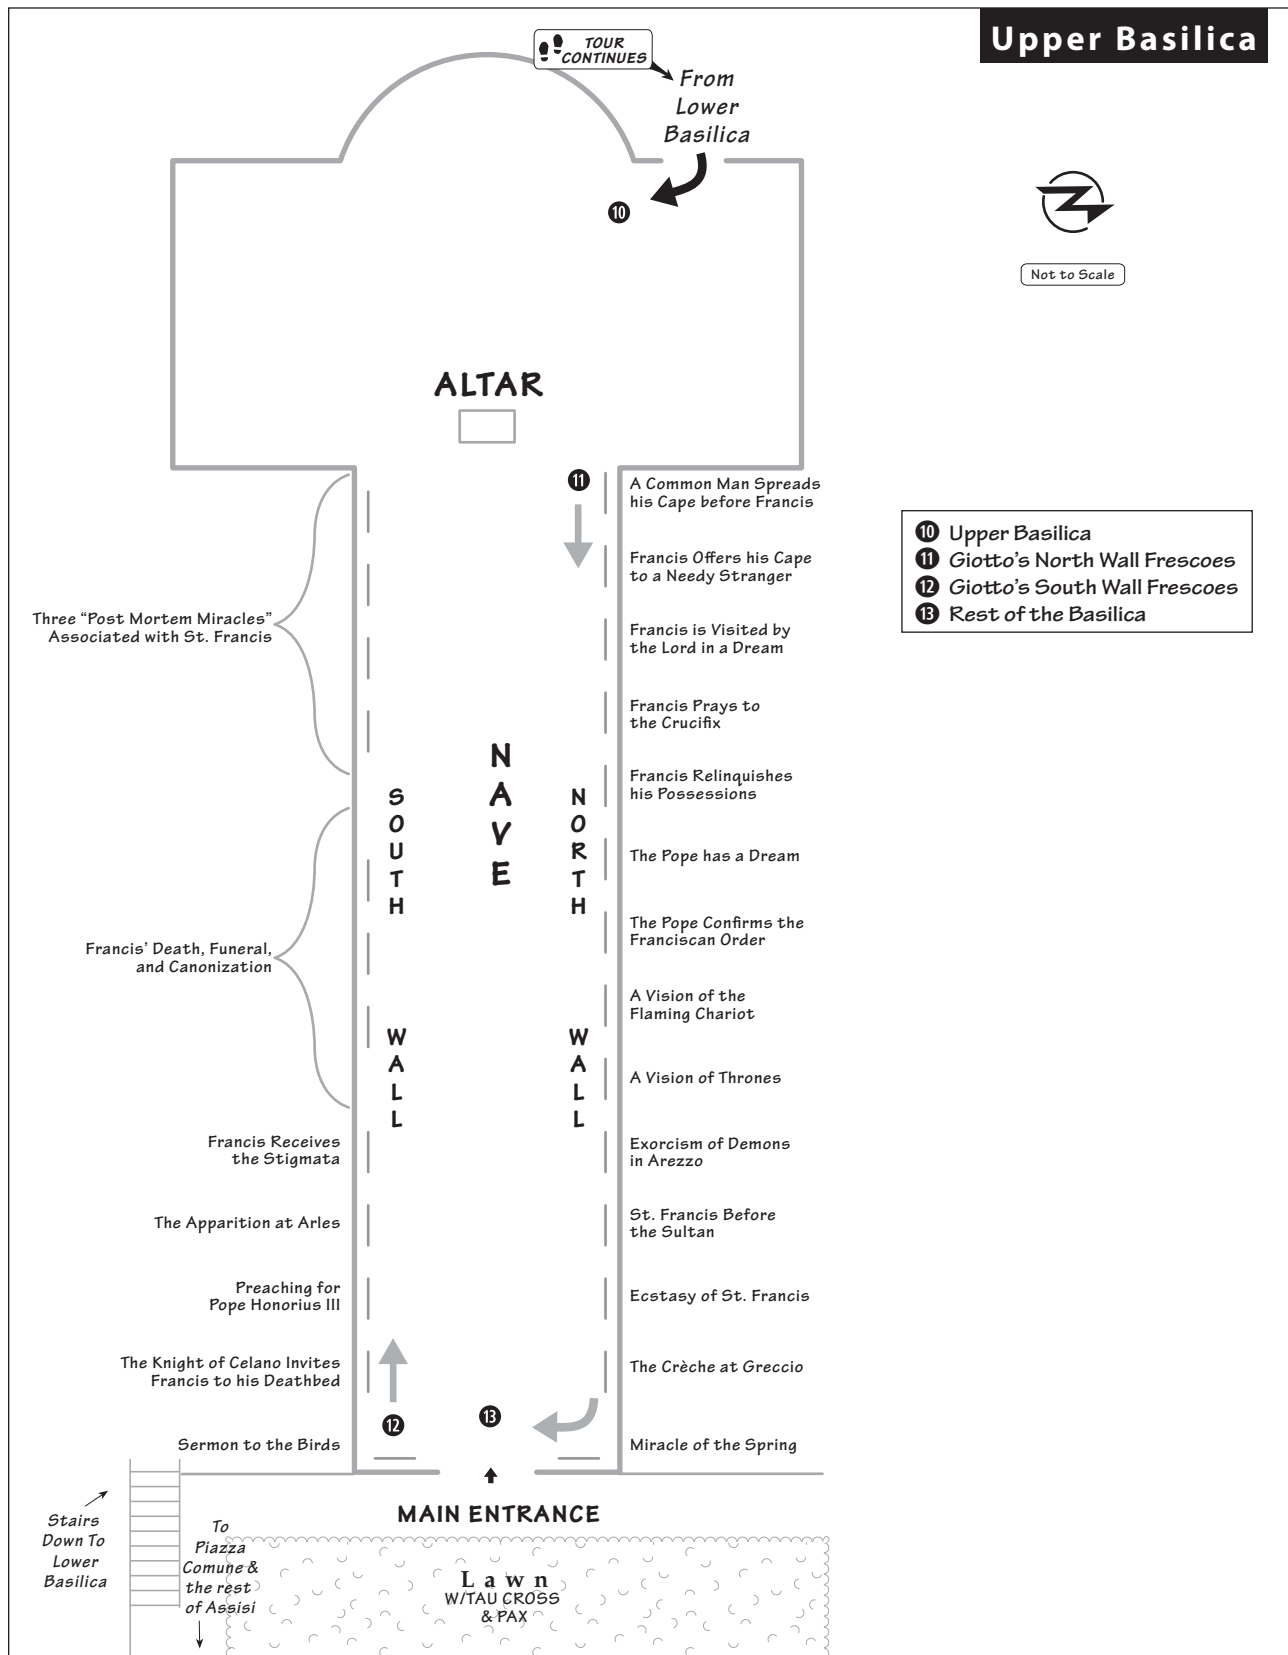 Upper Basilica
TOUR
CONTINUES
From
Lower
Basilica
10
Not to Scale
ALTAR
11
A Common Man Spreads
his Cape before Francis
Francis Offers his Cape
to a Needy Stranger
Francis is Visited by
the Lord in a Dream
Francis Prays to
the Crucifix
Francis Relinquishes
his Possessions
The Pope has a Dream
The Pope Confirms the
Franciscan Order
A Vision of the
Flaming Chariot
A Vision of Thrones
Exorcism of Demons
in Arezzo
St. Francis Before
the Sultan
Ecstasy of St. Francis
The Crèche at Greccio
Miracle of the Spring
10 Upper Basilica
11 Giotto's North Wall Frescoes
12 Giotto's South Wall Frescoes
13 Rest of the Basilica
NAVE
SOUTH WALL
NORTH WALL
Three “Post Mortem Miracles”
Associated with St. Francis
Francis' Death, Funeral,
and Canonization
Francis Receives
the Stigmata
The Apparition at Arles
Preaching for
Pope Honorius III
The Knight of Celano Invites
Francis to his Deathbed
Sermon to the Birds
12
13
MAIN ENTRANCE
Stairs
Down To
Lower
Basilica
To
Piazza
Comune &
the rest
of Assisi
Lawn
W/TAU CROSS
& PAX